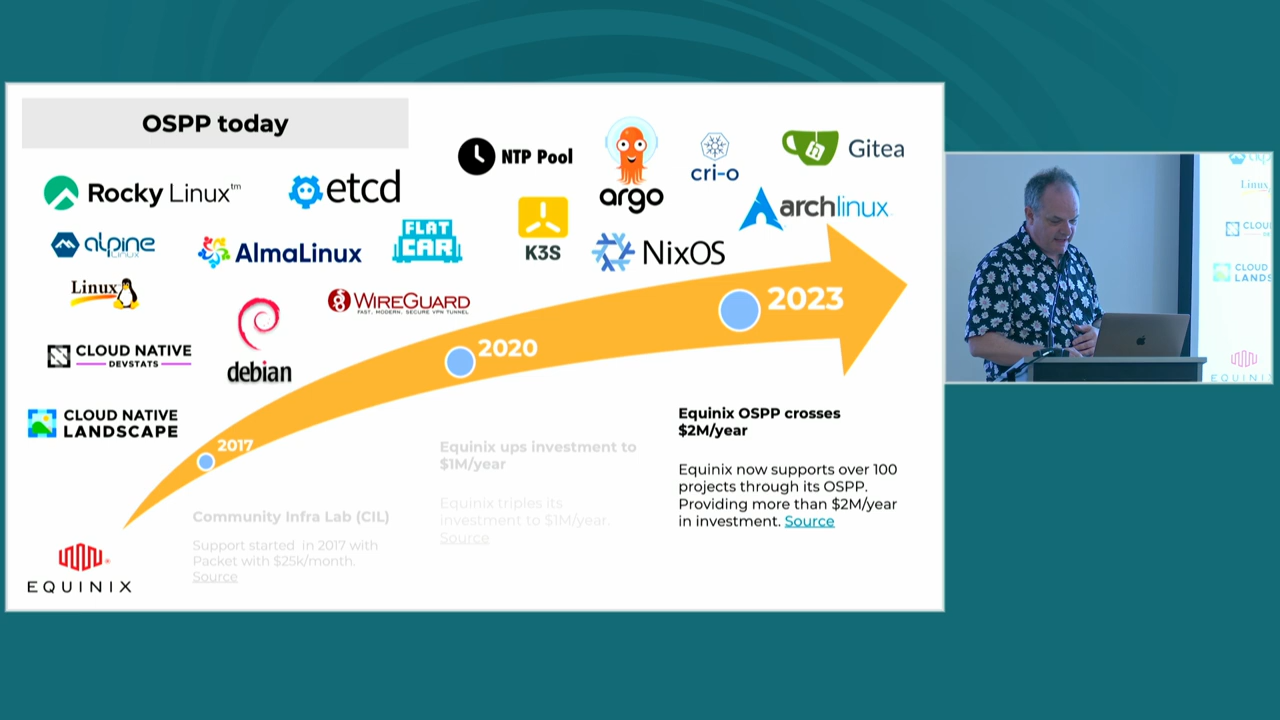 OSPP today
NTP Pool
argo
cri-o
Gitea
Rocky Linux™
etcd
FLAT
CAR
K3S
archlinux
alpine
Linux
AlmaLinux
NixOS
Linux
WIREGUARD
FAST, MODERN, SECURE VPN TUNNEL
debian
CLOUD NATIVE
DEVSTATS
CLOUD NATIVE
LANDSCAPE
2017
2020
2023
Equinix OSPP crosses
$2M/year
Equinix now supports over 100
projects through its OSPP.
Providing more than $2M/year
in investment. Source
Equinix ups investment to
$1M/year
Equinix triples its
investment to $1M/year.
Source
Community Infra Lab (CIL)
Support started in 2017 with
Packet with $25k/month.
Source
EQUINIX
Linux
CLOUD
LANDS
EQUINIX